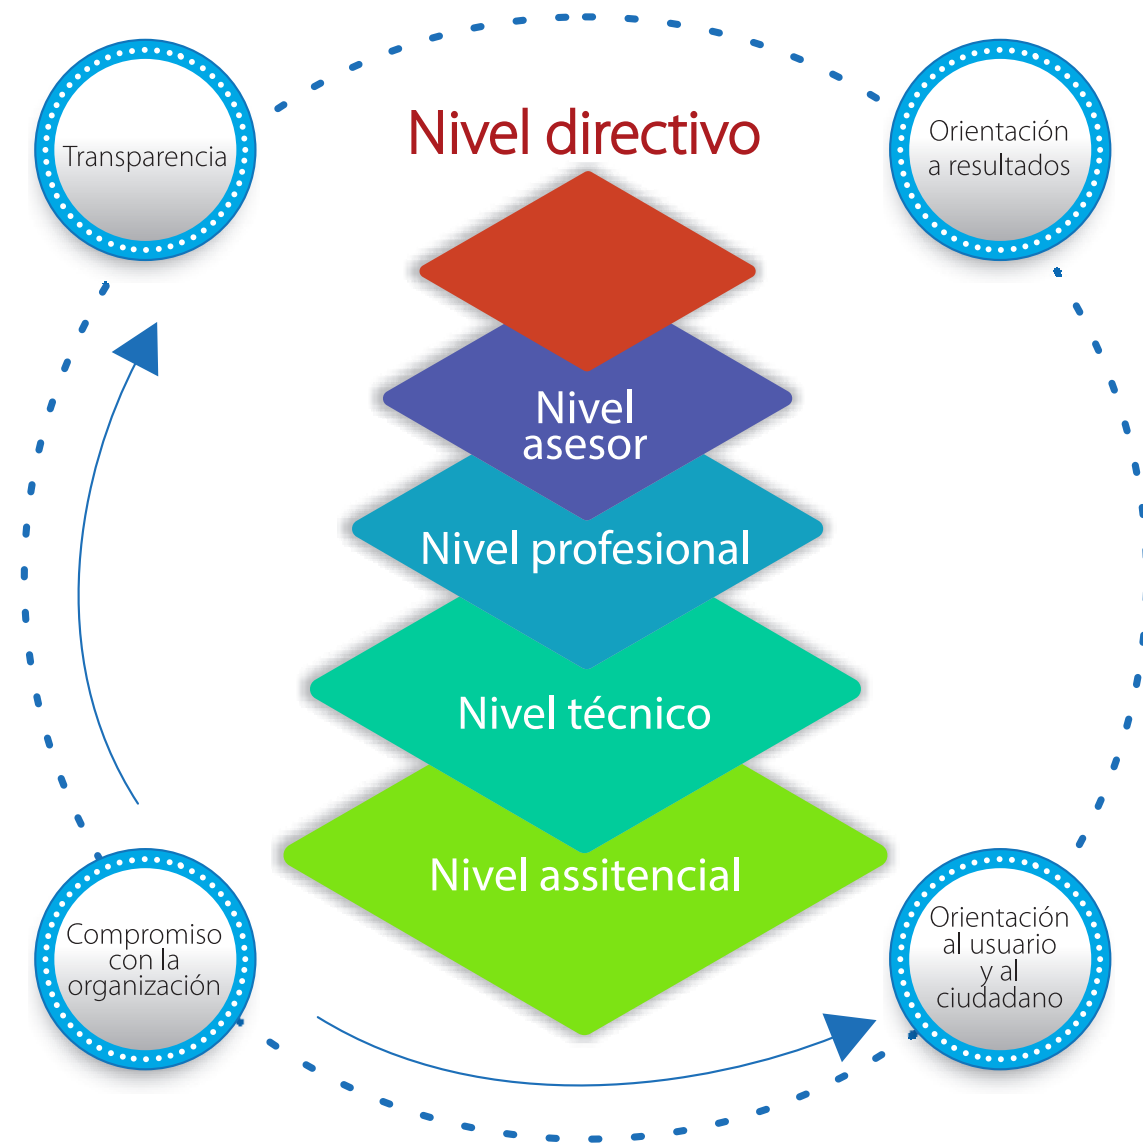 Nivel directivo
Transparencia
Orientación
a resultados
Nivel
asesor
Nivel profesional
Nivel técnico
Nivel assitencial
Compromiso
con la
organización
Orientación
al usuario
y al
ciudadano